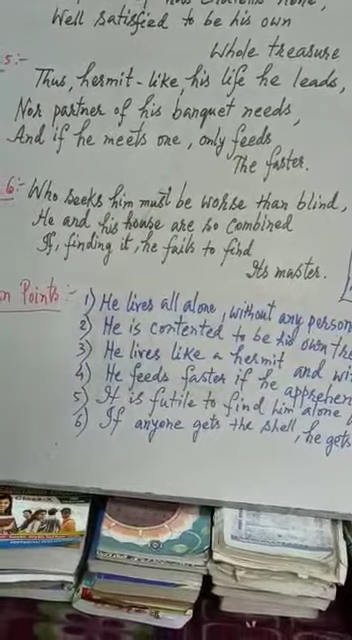 Well satisfied to be his own
Whole treasure
5:-
Thus, hermit-like, his life he leads,
Nor partner of his banquet needs,
And if he meets one, only feeds
The faster.
6:- Who seeks him must be worse than blind,
He and his house are so combined
If, finding it, he fails to find
Its master.
n Points:- 1) He lives all alone, without any person
2) He is contented to be his own tre
3) He lives like a hermit and wi
4) He feeds faster if he apprehen
5) It is futile to find him alone
6) If anyone gets the shell, he gets